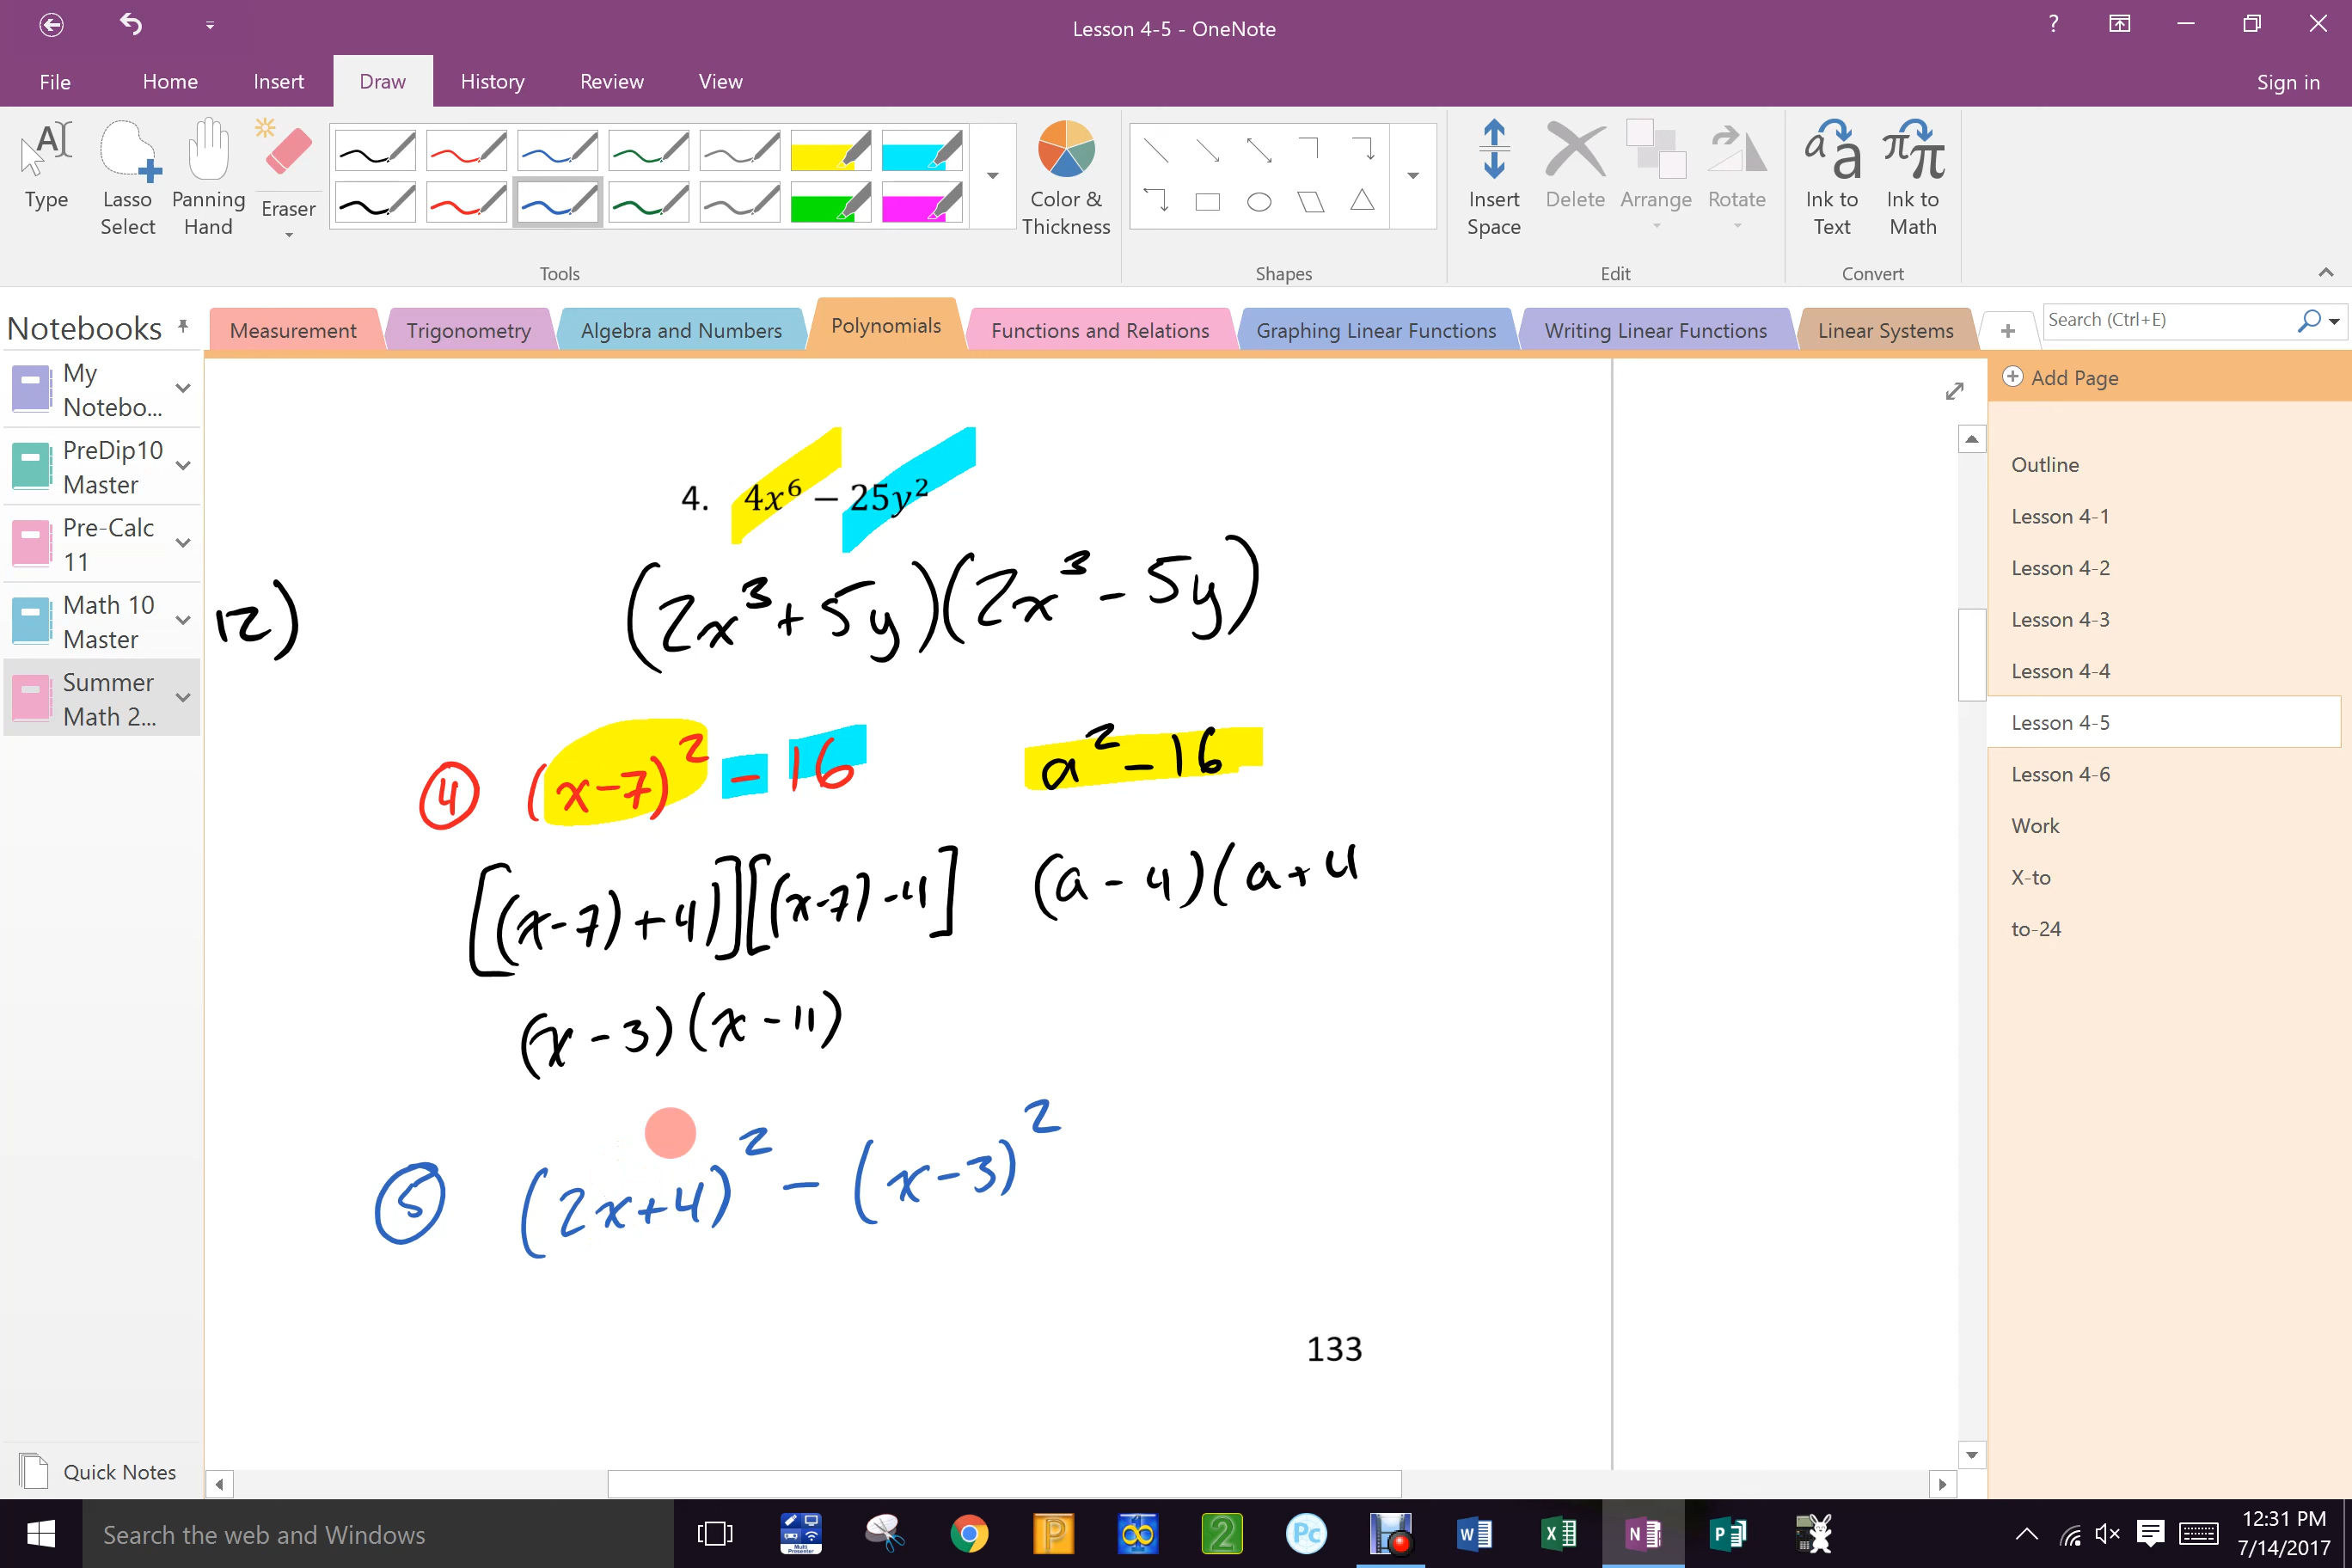 Lesson 4-5 - OneNote
?
File Home Insert Draw History Review View Sign in
Type
Lasso Select
Panning Hand
Eraser
Color & Thickness
Insert Space
Delete
Arrange
Rotate
Ink to Text
Ink to Math
Tools Shapes Edit Convert
Notebooks
Measurement Trigonometry Algebra and Numbers Polynomials Functions and Relations Graphing Linear Functions Writing Linear Functions Linear Systems + Search (Ctrl+E)
My Notebo...
PreDip10 Master
Pre-Calc 11
Math 10 Master
Summer Math 2...
Quick Notes
4. 4x⁶ − 25y²
12)
(2x³+5y)(2x³-5y)
④ (x-7)² - 16 a² - 16
[(x-7)+4)][(x-7)-4] (a-4)(a+4
(x-3)(x-11)
⑤ (2x+4)² - (x-3)²
133
Add Page
Outline
Lesson 4-1
Lesson 4-2
Lesson 4-3
Lesson 4-4
Lesson 4-5
Lesson 4-6
Work
X-to
to-24
Search the web and Windows
12:31 PM
7/14/2017